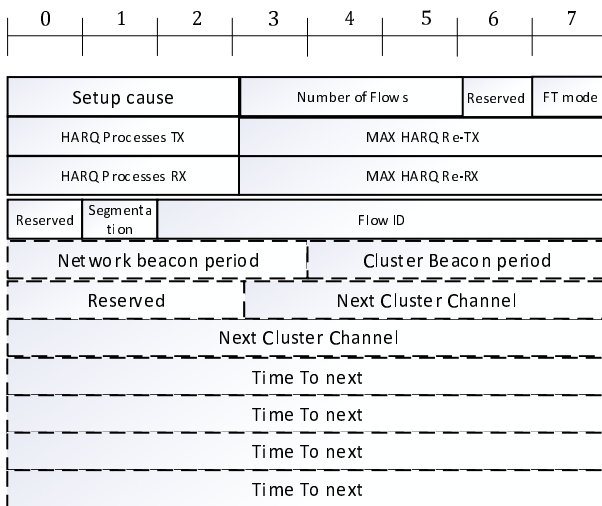 0 1 2 3 4 5 6 7
Setup cause Number of Flows Reserved FT mode
HARQ Processes TX MAX HARQ Re-TX
HARQ Processes RX MAX HARQ Re-RX
Reserved Segmenta Flow ID
tion
Network beacon period Cluster Beacon period
Reserved Next Cluster Channel
Next Cluster Channel
Time To next
Time To next
Time To next
Time To next